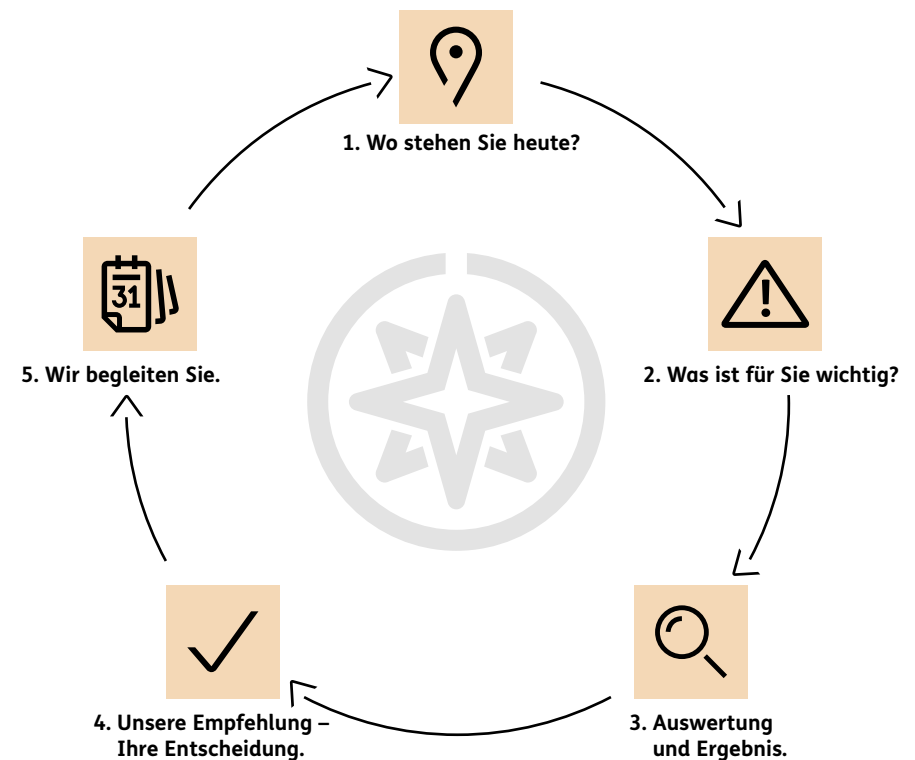 1. Wo stehen Sie heute?
31
5. Wir begleiten Sie.
2. Was ist für Sie wichtig?
4. Unsere Empfehlung –
Ihre Entscheidung.
3. Auswertung
und Ergebnis.